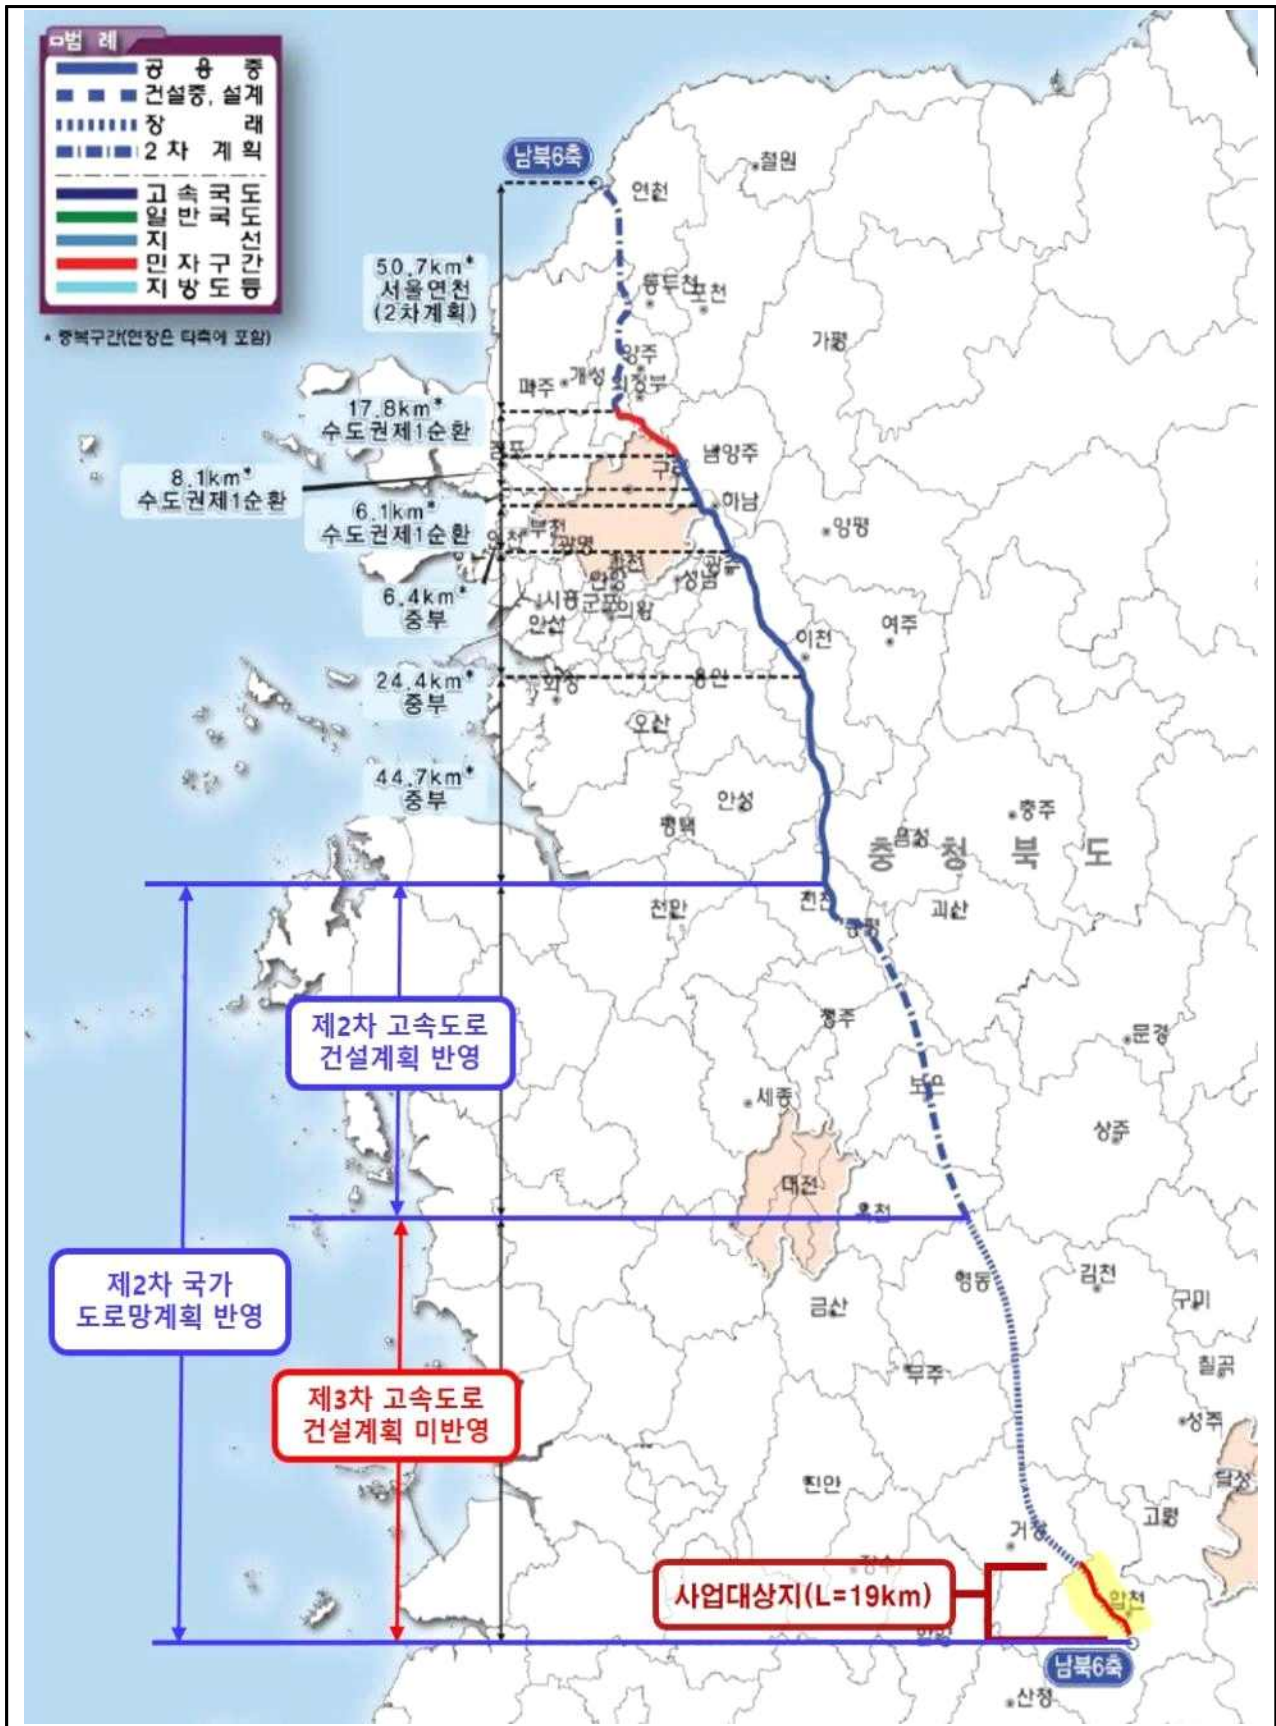 범 례
공 용 중
건설중, 설계
장 래
2 차 계 획
고 속 국 도
일 반 국 도
지 선
민 자 구 간
지 방 도 등
* 중복구간(연장은 타축에 포함)
남북6축
철원
연천
50.7km*
서울연천
(2차계획)
동두천
포천
가평
양주
의정부
개성
파주
17.8km*
수도권제1순환
남양주
8.1km*
수도권제1순환
하남
6.1km*
수도권제1순환
양평
부천
광명
과천
광주
성남
안양
6.4km*
중부
시흥
군포
의왕
안산
여주
이천
24.4km*
중부
화성
용인
오산
44.7km*
중부
안성
평택
충주
음성
충 청 북 도
천안
진천
괴산
증평
제2차 고속도로
건설계획 반영
청주
문경
보은
세종
상주
대전
옥천
제2차 국가
도로망계획 반영
영동
김천
구미
금산
칠곡
무주
제3차 고속도로
건설계획 미반영
성주
달성
진안
고령
거창
장수
사업대상지(L=19km)
합천
함양
남북6축
산청